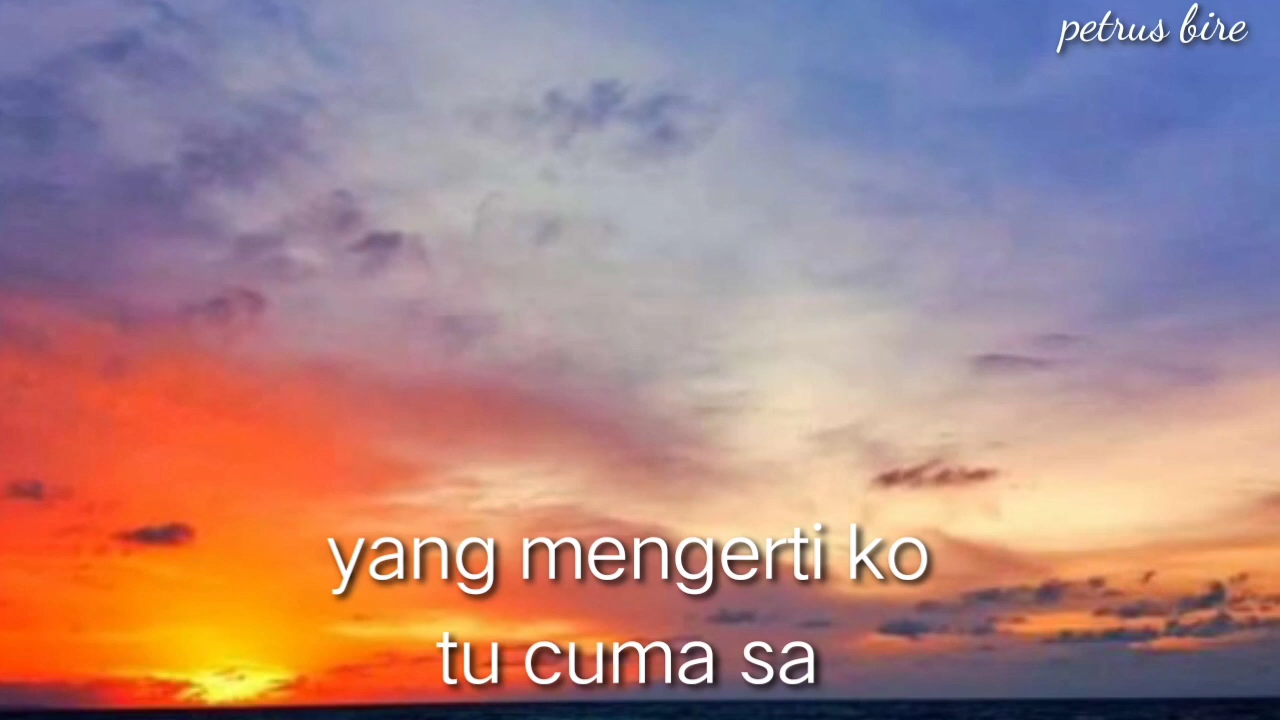 petrus bire
yang mengerti ko
tu cuma sa